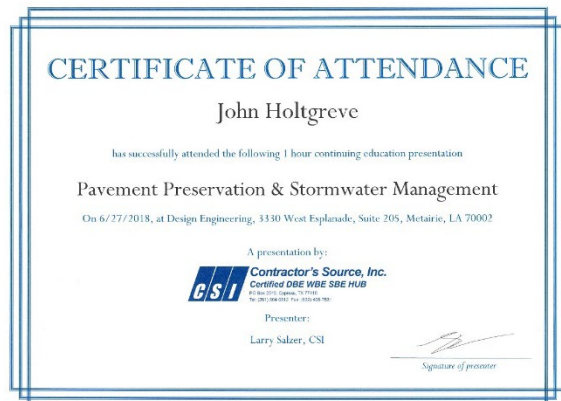 CERTIFICATE OF ATTENDANCE
John Holtgreve
has successfully attended the following 1 hour continuing education presentation
Pavement Preservation & Stormwater Management
On 6/27/2018, at Design Engineering, 3330 West Esplanade, Suite 205, Metairie, LA 70002
A presentation by:
CSI
Contractor's Source, Inc.
Certified DBE WBE SBE HUB
Presenter:
Larry Salzer, CSI
Signature of presenter